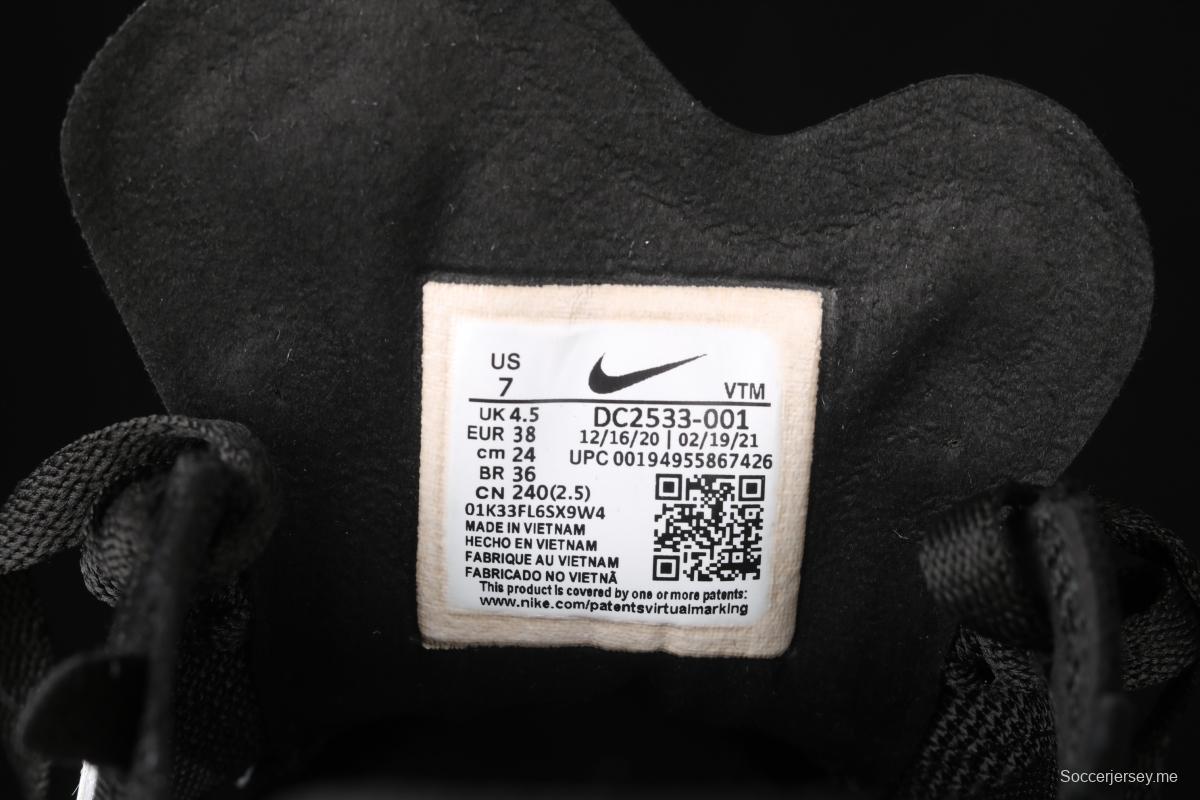 US
7
VTM
UK 4.5
EUR 38
cm 24
BR 36
CN 240(2.5)
DC2533-001
12/16/20 | 02/19/21
UPC 00194955867426
01K33FL6SX9W4
MADE IN VIETNAM
HECHO EN VIETNAM
FABRIQUE AU VIETNAM
FABRICADO NO VIETNÃ
This product is covered by one or more patents:
www.nike.com/patentsvirtualmarking
Soccerjersey.me